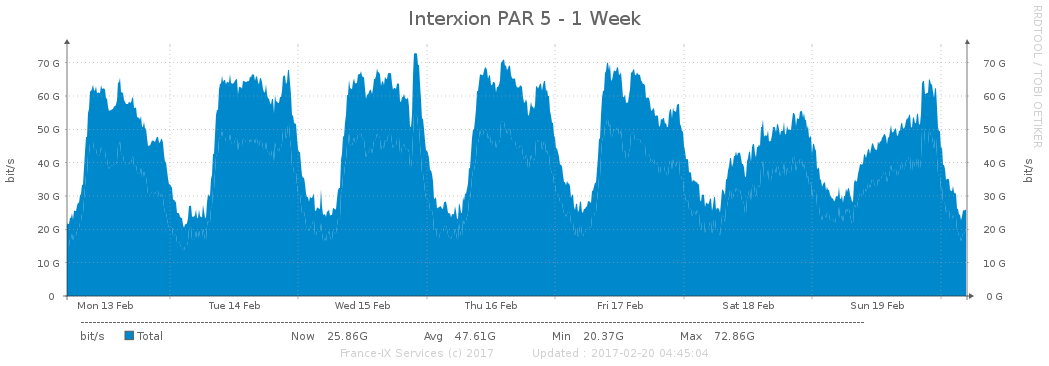 Interxion PAR 5 - 1 Week
RRDTOOL / TOBI OETIKER
bit/s
bit/s
70 G 70 G
60 G 60 G
50 G 50 G
40 G 40 G
30 G 30 G
20 G 20 G
10 G 10 G
0 0 G
Mon 13 Feb Tue 14 Feb Wed 15 Feb Thu 16 Feb Fri 17 Feb Sat 18 Feb Sun 19 Feb
bit/s Total Now 25.86G Avg 47.61G Min 20.37G Max 72.86G
France-IX Services (c) 2017 Updated : 2017-02-20 04:45:04